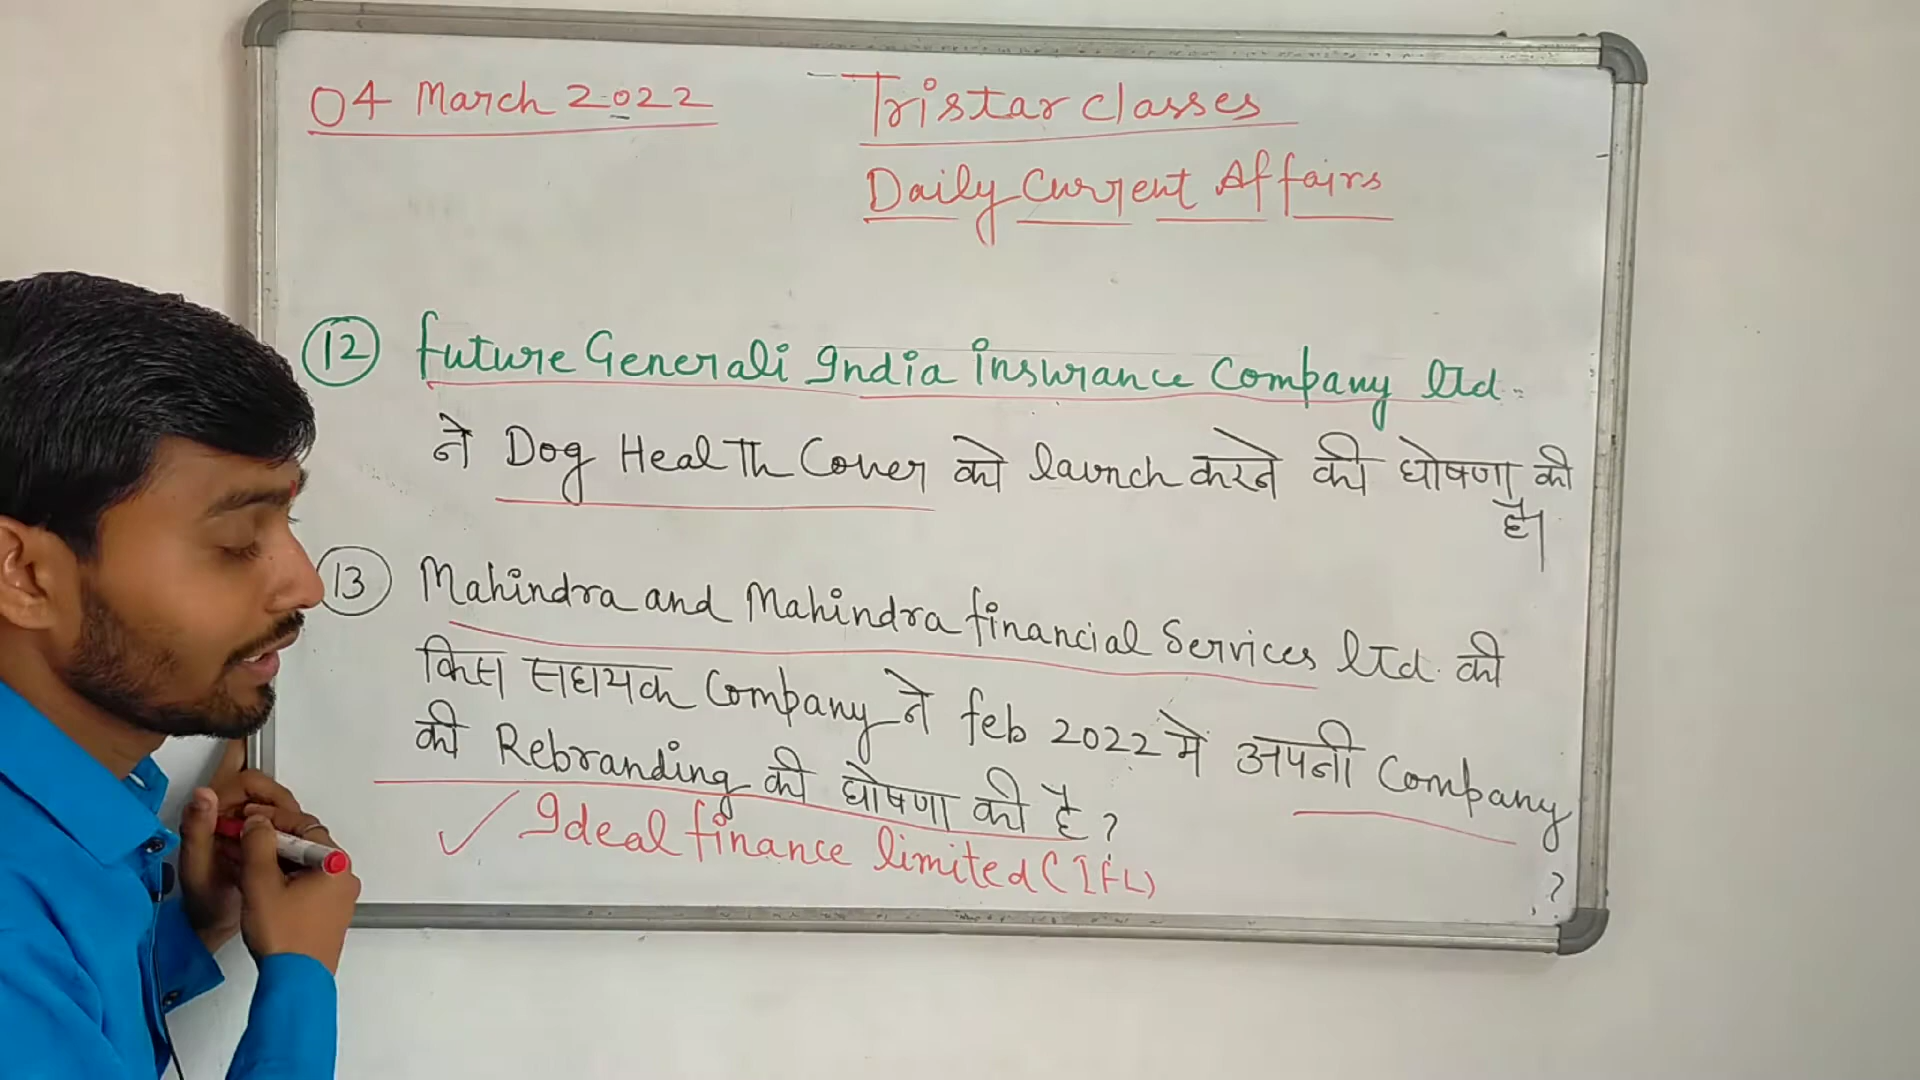 04 March 2022
Tristar Classes
Daily Current Affairs
12 future Generali India insurance Company ltd.
ने Dog Health Cover को launch करने की घोषणा की
है।
13 Mahindra and Mahindra financial Services ltd. की
किस सहायक Company ने feb 2022 में अपनी Company
की Rebranding की घोषणा की है?
?
✓ Ideal finance limited (IFL)